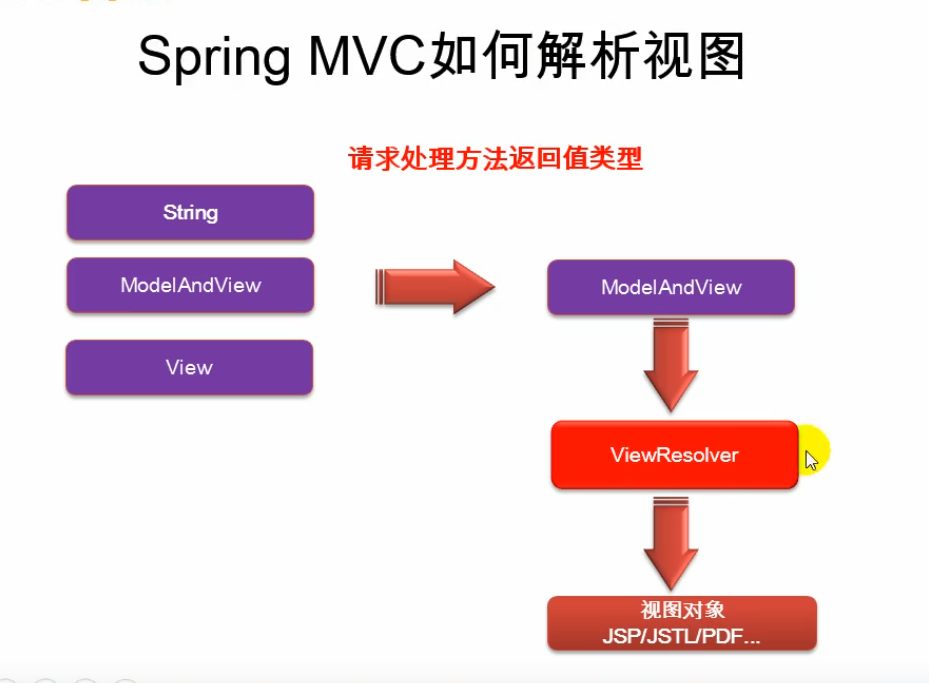 Spring MVC如何解析视图
请求处理方法返回值类型
String
ModelAndView
View
ModelAndView
ViewResolver
视图对象
JSP/JSTL/PDF...